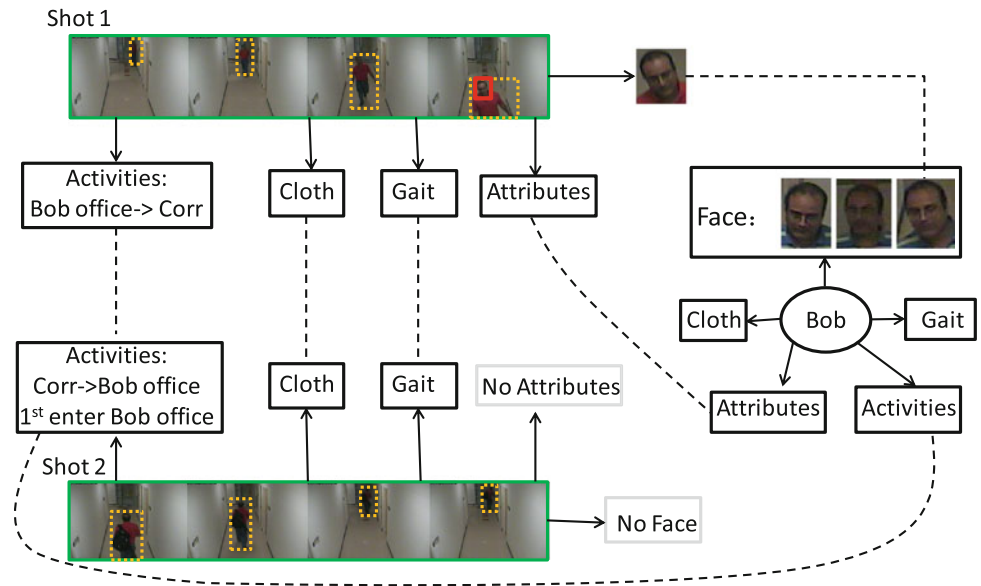 Shot 1
Activities:
Bob office-> Corr
Cloth
Gait
Attributes
Face:
Cloth
Bob
Gait
Attributes
Activities
Activities:
Corr->Bob office
1st enter Bob office
Cloth
Gait
No Attributes
Shot 2
No Face